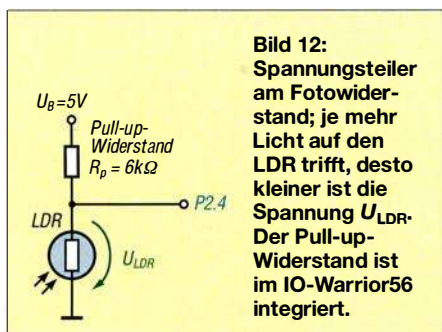 U_B=5V
Pull-up-
Widerstand
R_p = 6kΩ
P2.4
LDR
U_LDR
Bild 12:
Spannungsteiler
am Fotowider-
stand; je mehr
Licht auf den
LDR trifft, desto
kleiner ist die
Spannung U_LDR.
Der Pull-up-
Widerstand ist
im IO-Warrior56
integriert.